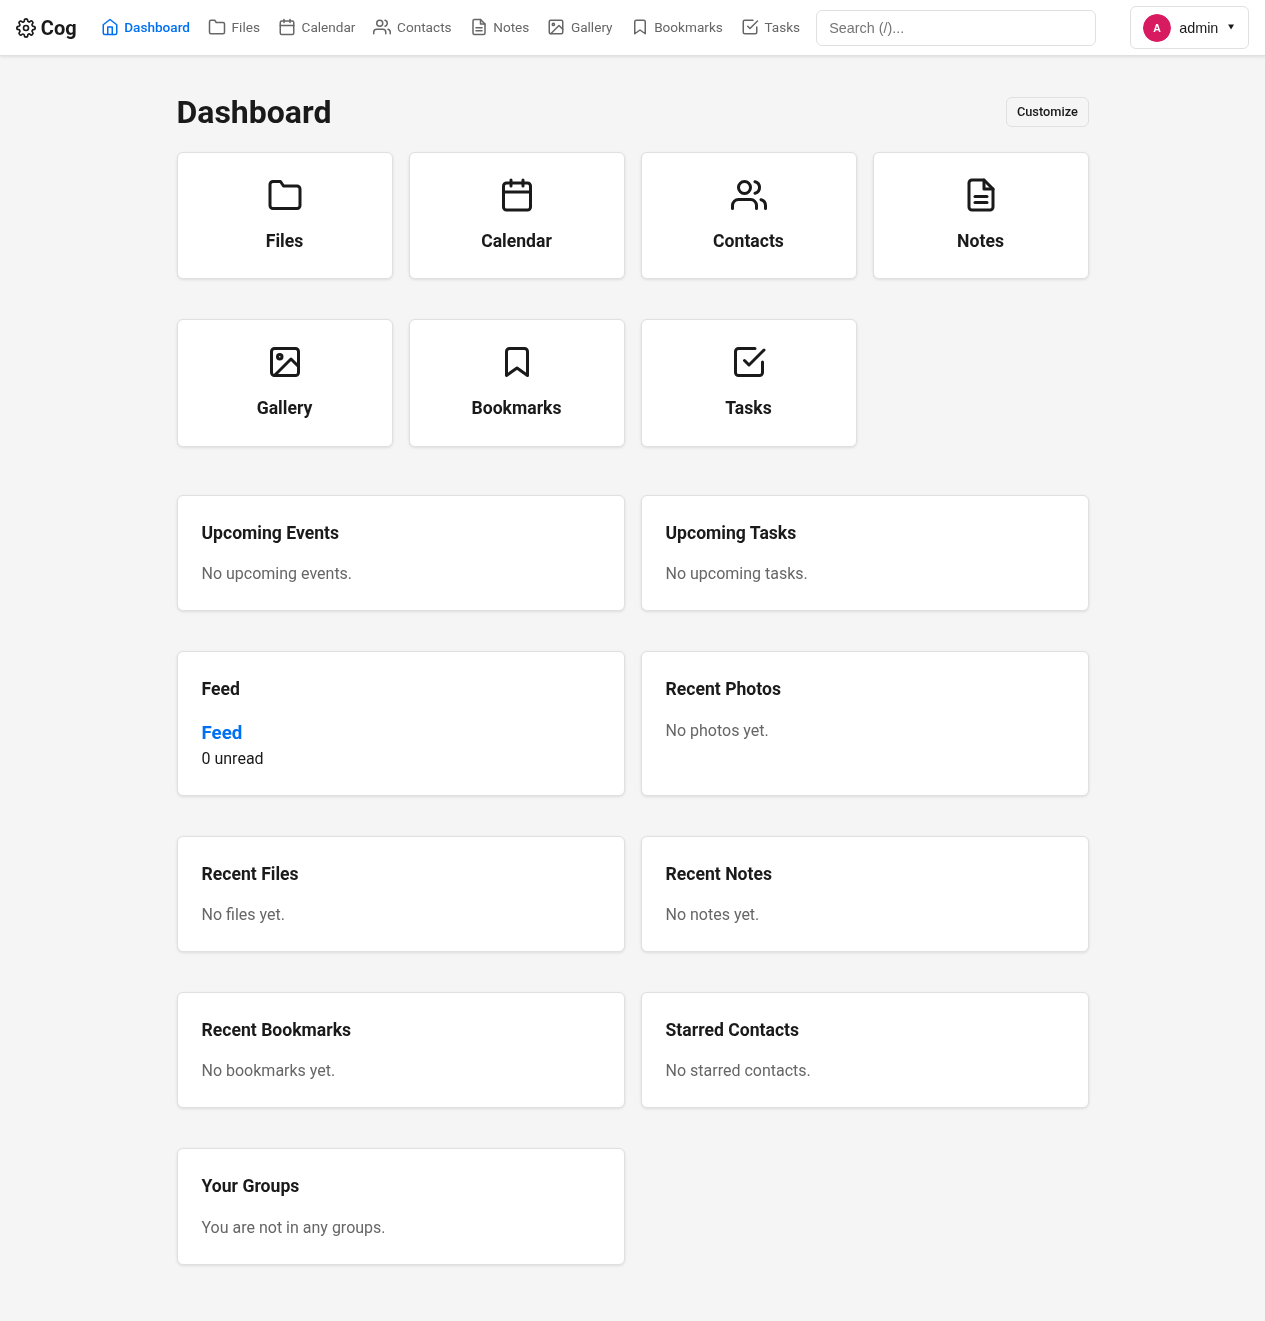 Cog Dashboard Files Calendar Contacts Notes Gallery Bookmarks Tasks Search (/)... A admin
Dashboard Customize
Files Calendar Contacts Notes
Gallery Bookmarks Tasks
Upcoming Events
No upcoming events.
Upcoming Tasks
No upcoming tasks.
Feed
Feed
0 unread
Recent Photos
No photos yet.
Recent Files
No files yet.
Recent Notes
No notes yet.
Recent Bookmarks
No bookmarks yet.
Starred Contacts
No starred contacts.
Your Groups
You are not in any groups.